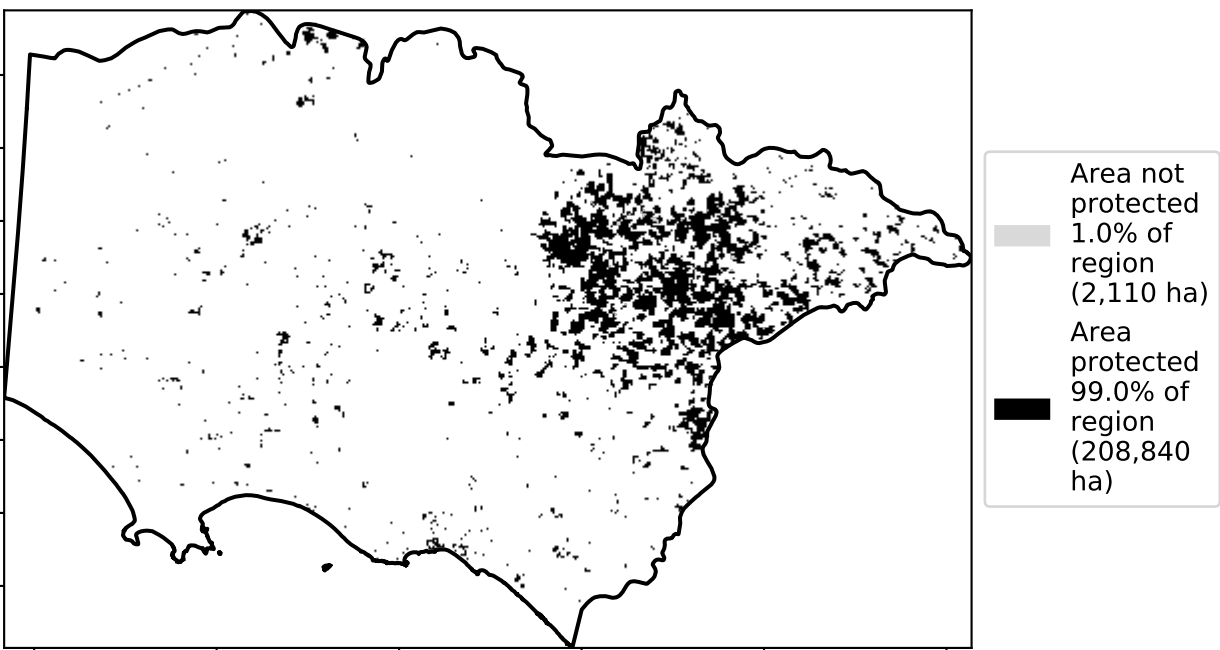 Area not
protected
1.0% of
region
(2,110 ha)
Area
protected
99.0% of
region
(208,840
ha)